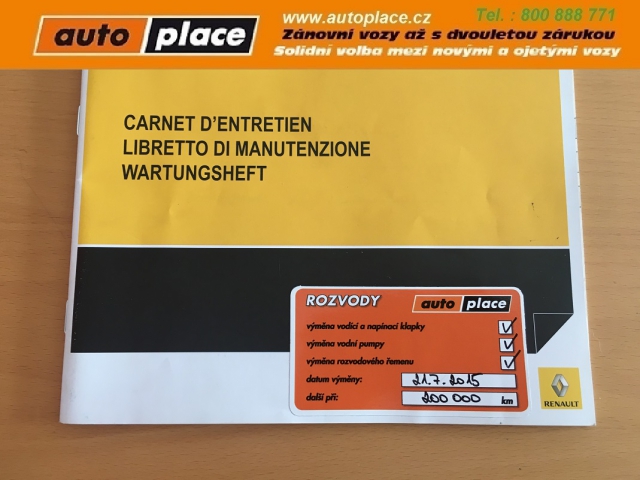 auto place
www.autoplace.cz
Tel. : 800 888 771
Zánovní vozy až s dvouletou zárukou
Solidní volba mezi novými a ojetými vozy
CARNET D'ENTRETIEN
LIBRETTO DI MANUTENZIONE
WARTUNGSHEFT
ROZVODY auto place
výměna vodící a napínací klapky
výměna vodní pumpy
výměna rozvodového řemenu
datum výměny: 21.7.2015
další při: 200 000 km
RENAULT